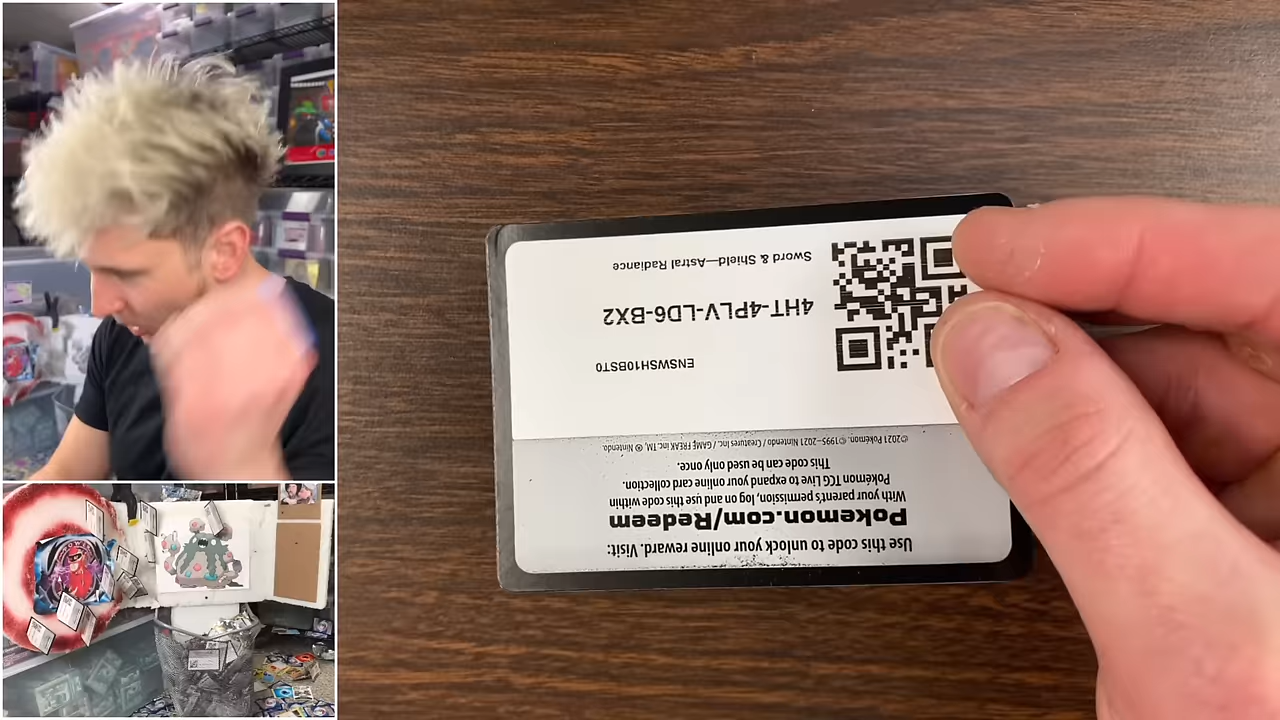 Use this code to unlock your online reward. Visit:
Pokemon.com/Redeem
With your parent's permission, log on and use this code within
Pokémon TCG Live to expand your online card collection.
This code can be used only once.
©2021 Pokémon. ©1995–2021 Nintendo / Creatures Inc. / GAME FREAK inc. TM, ® Nintendo.
ENSWSH10BST0
4HT-4PLV-LD6-BX2
Sword & Shield—Astral Radiance